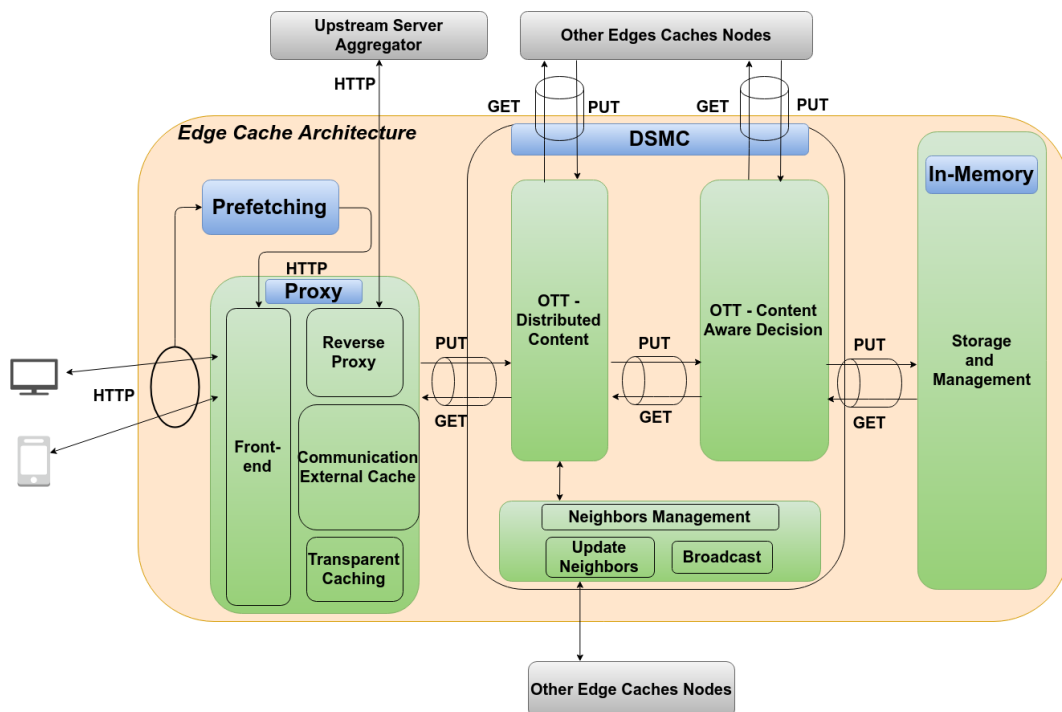 Upstream Server
Aggregator
Other Edges Caches Nodes
HTTP
GET
PUT
GET
PUT
Edge Cache Architecture
DSMC
In-Memory
Prefetching
HTTP
Proxy
OTT -
Distributed
Content
OTT - Content
Aware Decision
Storage
and
Management
Reverse
Proxy
PUT
GET
PUT
GET
PUT
GET
HTTP
Front-
end
Communication
External Cache
Transparent
Caching
Neighbors Management
Update
Neighbors
Broadcast
Other Edge Caches Nodes